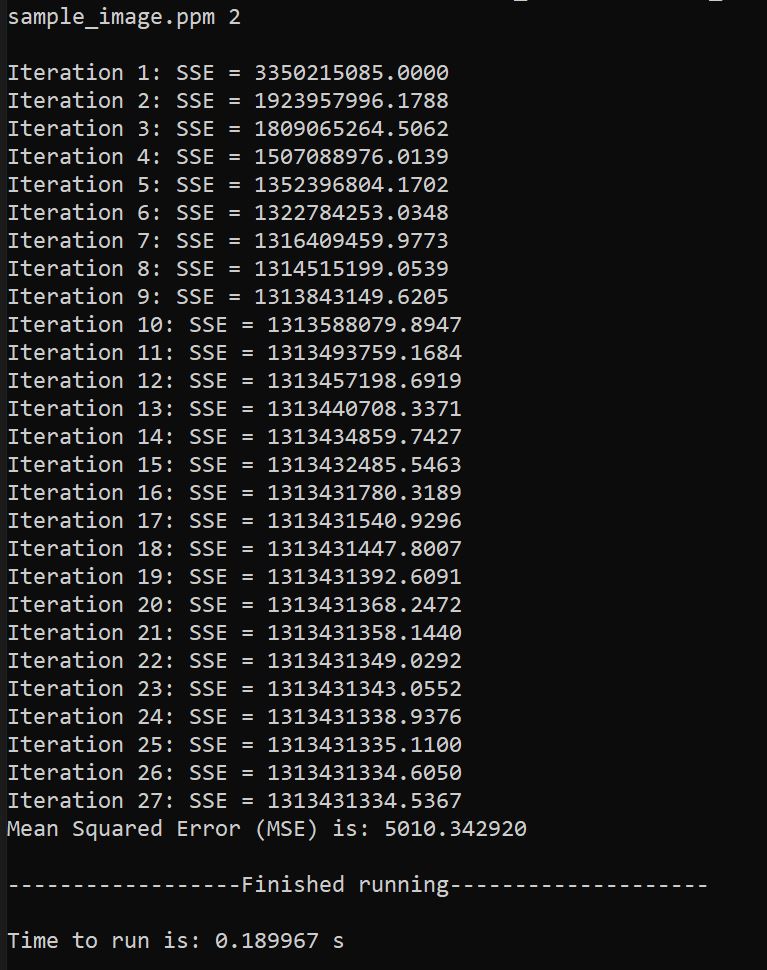 sample_image.ppm 2
Iteration 1: SSE = 3350215085.0000
Iteration 2: SSE = 1923957996.1788
Iteration 3: SSE = 1809065264.5062
Iteration 4: SSE = 1507088976.0139
Iteration 5: SSE = 1352396804.1702
Iteration 6: SSE = 1322784253.0348
Iteration 7: SSE = 1316409459.9773
Iteration 8: SSE = 1314515199.0539
Iteration 9: SSE = 1313843149.6205
Iteration 10: SSE = 1313588079.8947
Iteration 11: SSE = 1313493759.1684
Iteration 12: SSE = 1313457198.6919
Iteration 13: SSE = 1313440708.3371
Iteration 14: SSE = 1313434859.7427
Iteration 15: SSE = 1313432485.5463
Iteration 16: SSE = 1313431780.3189
Iteration 17: SSE = 1313431540.9296
Iteration 18: SSE = 1313431447.8007
Iteration 19: SSE = 1313431392.6091
Iteration 20: SSE = 1313431368.2472
Iteration 21: SSE = 1313431358.1440
Iteration 22: SSE = 1313431349.0292
Iteration 23: SSE = 1313431343.0552
Iteration 24: SSE = 1313431338.9376
Iteration 25: SSE = 1313431335.1100
Iteration 26: SSE = 1313431334.6050
Iteration 27: SSE = 1313431334.5367
Mean Squared Error (MSE) is: 5010.342920
------------------Finished running--------------------
Time to run is: 0.189967 s